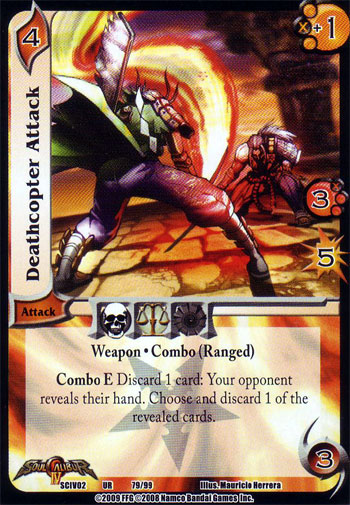 4
+1
Deathcopter Attack
3
5
Attack
Weapon • Combo (Ranged)
Combo E Discard 1 card: Your opponent
reveals their hand. Choose and discard 1 of the
revealed cards.
3
SOULCALIBUR
IV
SCIV02 UR 79/99 Illus. Mauricio Herrera
©2009 FFG ©2008 Namco Bandai Games Inc.